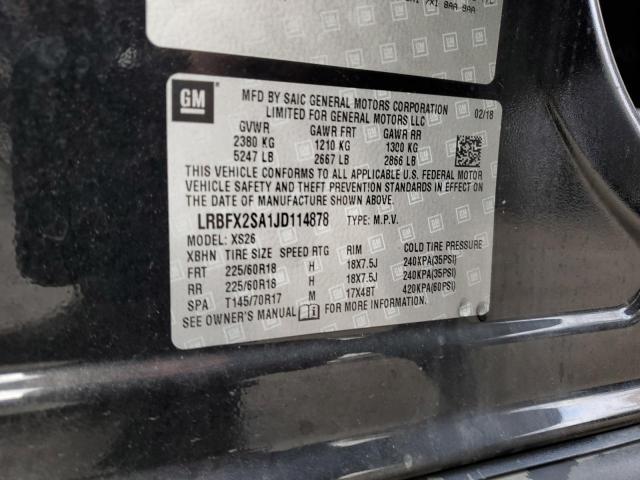 GM
MFD BY SAIC GENERAL MOTORS CORPORATION
LIMITED FOR GENERAL MOTORS LLC 02/18
GVWR GAWR FRT GAWR RR
2380 KG 1210 KG 1300 KG
5247 LB 2667 LB 2866 LB
THIS VEHICLE CONFORMS TO ALL APPLICABLE U.S. FEDERAL MOTOR
VEHICLE SAFETY AND THEFT PREVENTION STANDARDS IN EFFECT ON
THE DATE OF MANUFACTURE SHOWN ABOVE.
LRBFX2SA1JD114878 TYPE: M.P.V.
MODEL: XS26
XBHN TIRE SIZE SPEED RTG RIM COLD TIRE PRESSURE
FRT 225/60R18 H 18X7.5J 240KPA(35PSI)
RR 225/60R18 H 18X7.5J 240KPA(35PSI)
SPA T145/70R17 M 17X4BT 420KPA(60PSI)
SEE OWNER'S MANUAL FOR MORE INFORMATION.